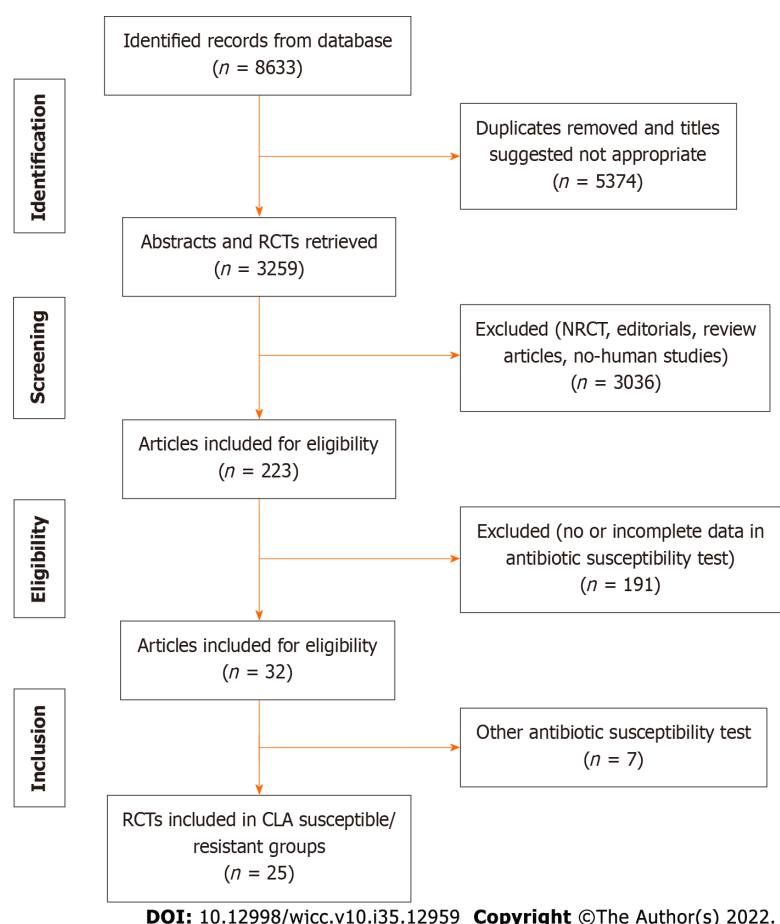 Identified records from database
(n = 8633)
Identification
Duplicates removed and titles
suggested not appropriate
(n = 5374)
Abstracts and RCTs retrieved
(n = 3259)
Screening
Excluded (NRCT, editorials, review
articles, no-human studies)
(n = 3036)
Articles included for eligibility
(n = 223)
Eligibility
Excluded (no or incomplete data in
antibiotic susceptibility test)
(n = 191)
Articles included for eligibility
(n = 32)
Inclusion
Other antibiotic susceptibility test
(n = 7)
RCTs included in CLA susceptible/
resistant groups
(n = 25)
DOI: 10.12998/wjcc.v10.i35.12959 Copyright ©The Author(s) 2022.